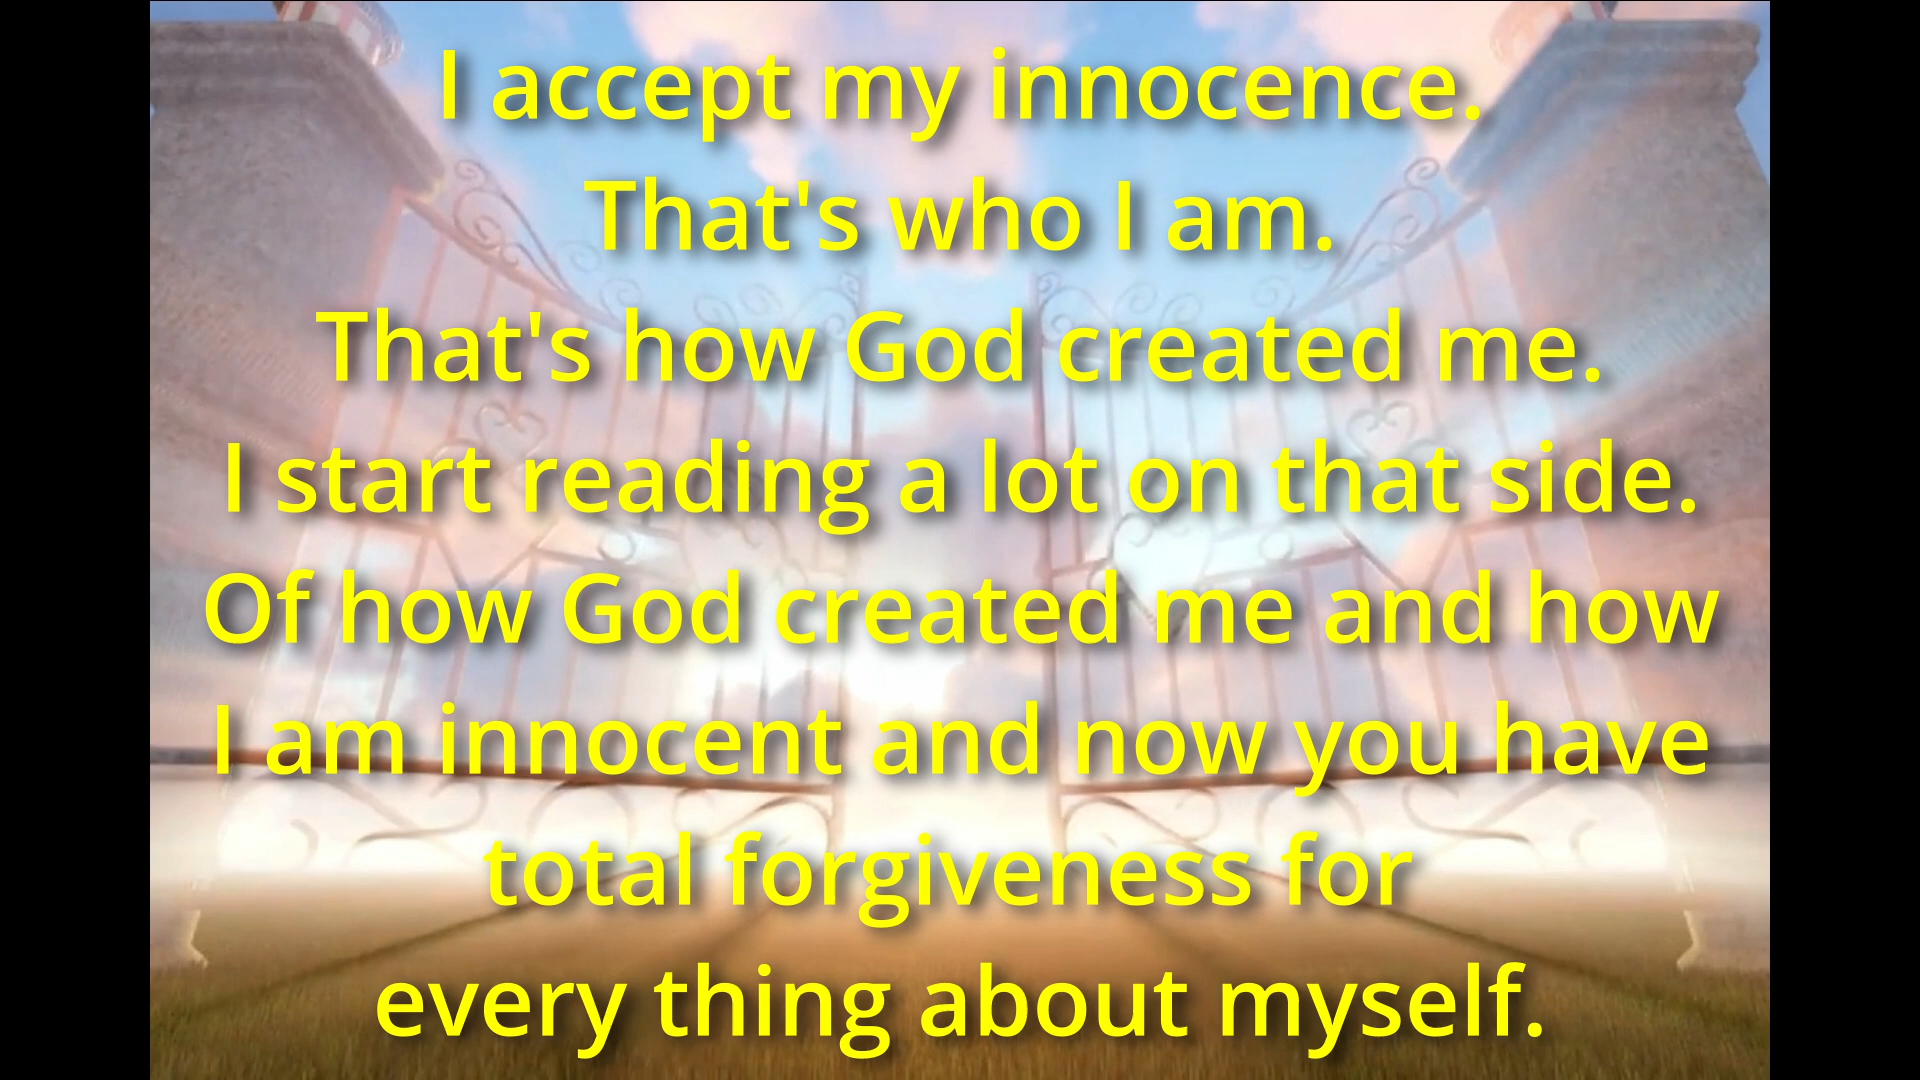 I accept my innocence.
That's who I am.
That's how God created me.
I start reading a lot on that side.
Of how God created me and how
I am innocent and now you have
total forgiveness for
every thing about myself.